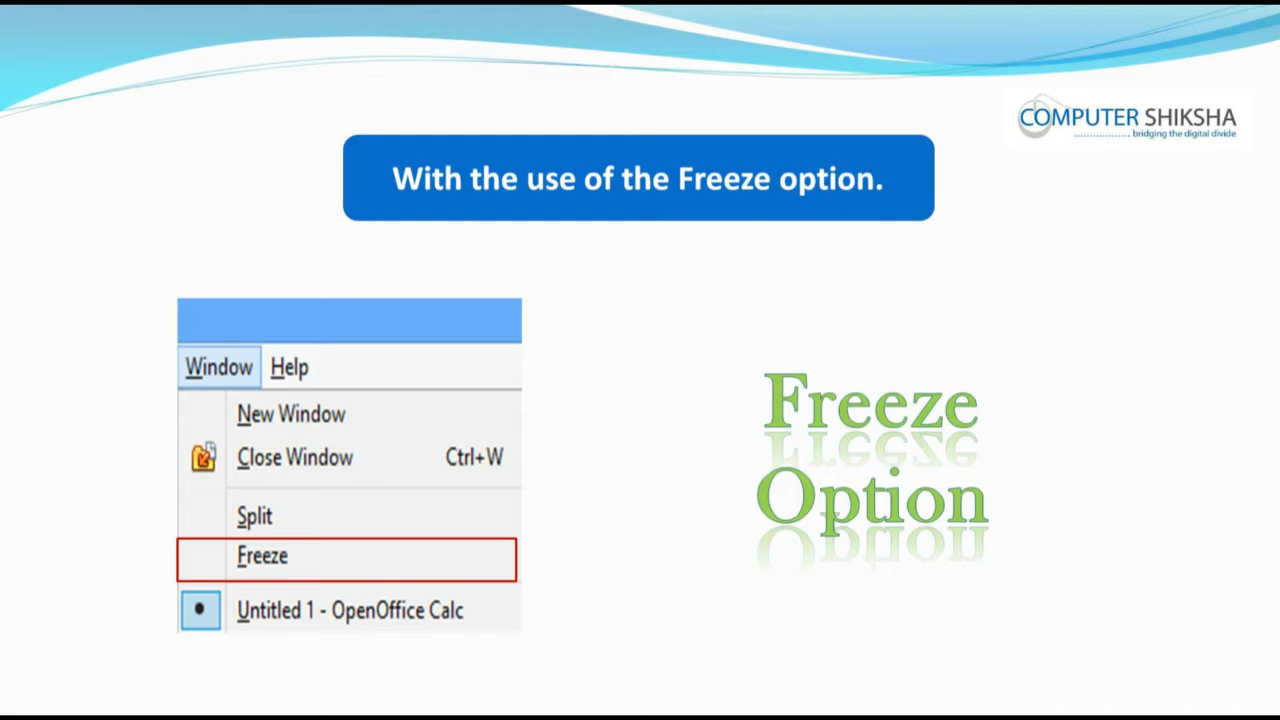 COMPUTER SHIKSHA
bridging the digital divide
With the use of the Freeze option.
Window Help
New Window
Close Window Ctrl+W
Split
Freeze
Untitled 1 - OpenOffice Calc
Freeze
Option